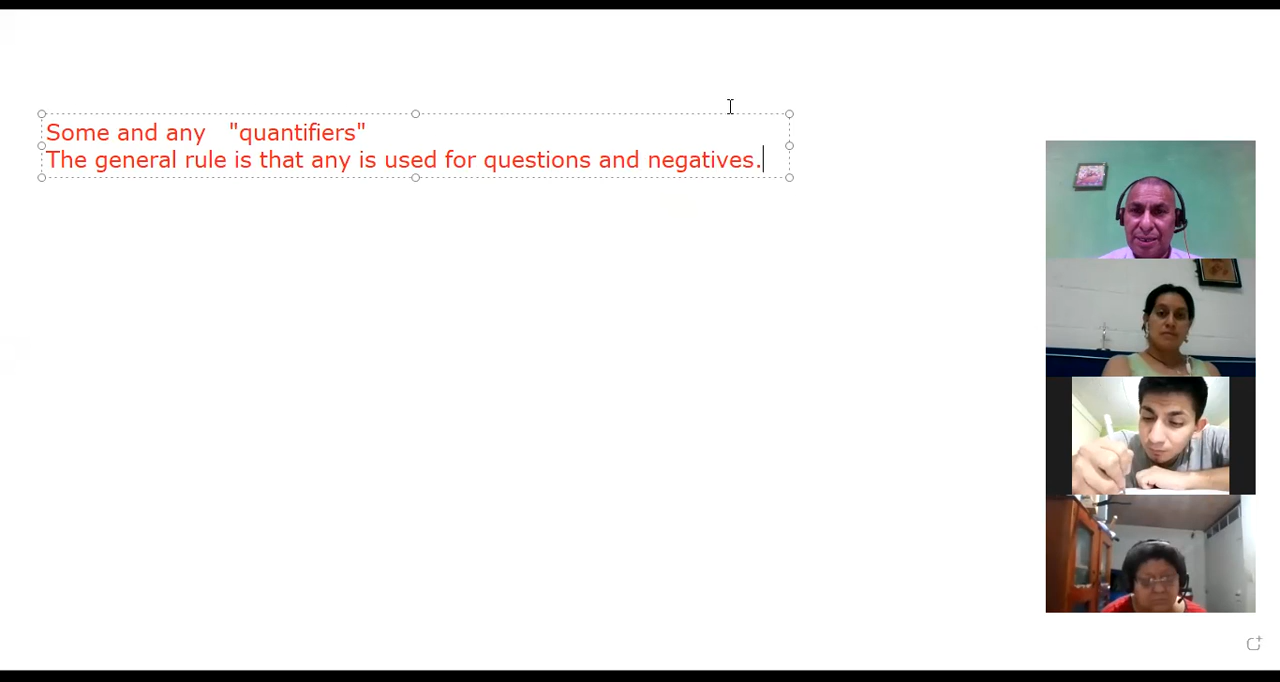 Some and any "quantifiers"
The general rule is that any is used for questions and negatives.